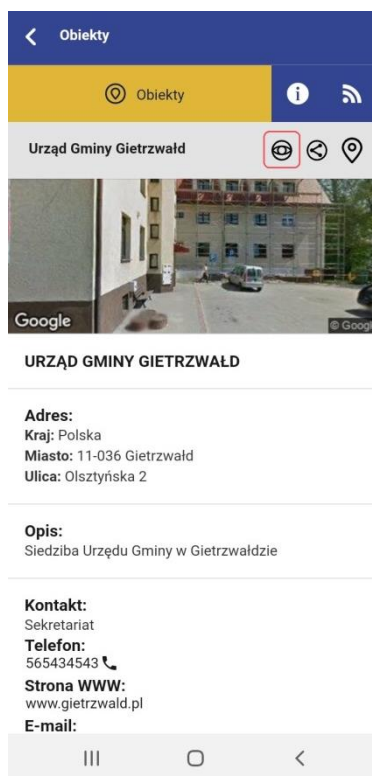 Obiekty
Obiekty
Urząd Gminy Gietrzwałd
Google
© Googl
URZĄD GMINY GIETRZWAŁD
Adres:
Kraj: Polska
Miasto: 11-036 Gietrzwałd
Ulica: Olsztyńska 2
Opis:
Siedziba Urzędu Gminy w Gietrzwałdzie
Kontakt:
Sekretariat
Telefon:
565434543
Strona WWW:
www.gietrzwald.pl
E-mail: